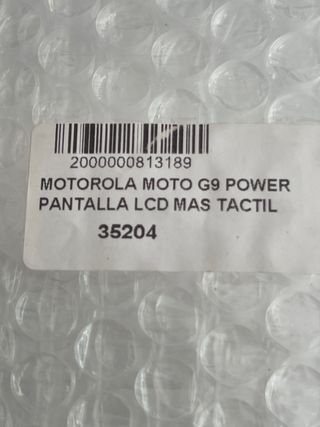 2000000813189
MOTOROLA MOTO G9 POWER
PANTALLA LCD MAS TACTIL
35204